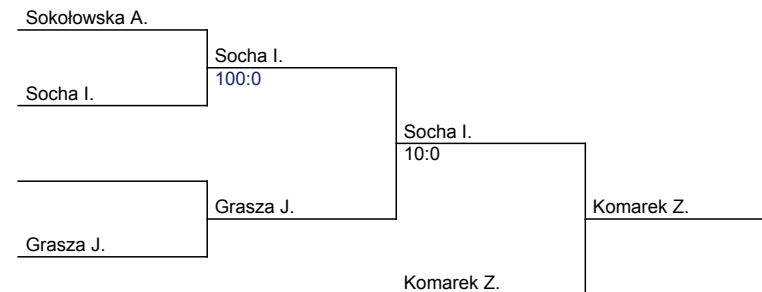 Sokołowska A.
Socha I.
100:0
Socha I.
Socha I.
10:0
Grasza J.
Komarek Z.
Grasza J.
Komarek Z.